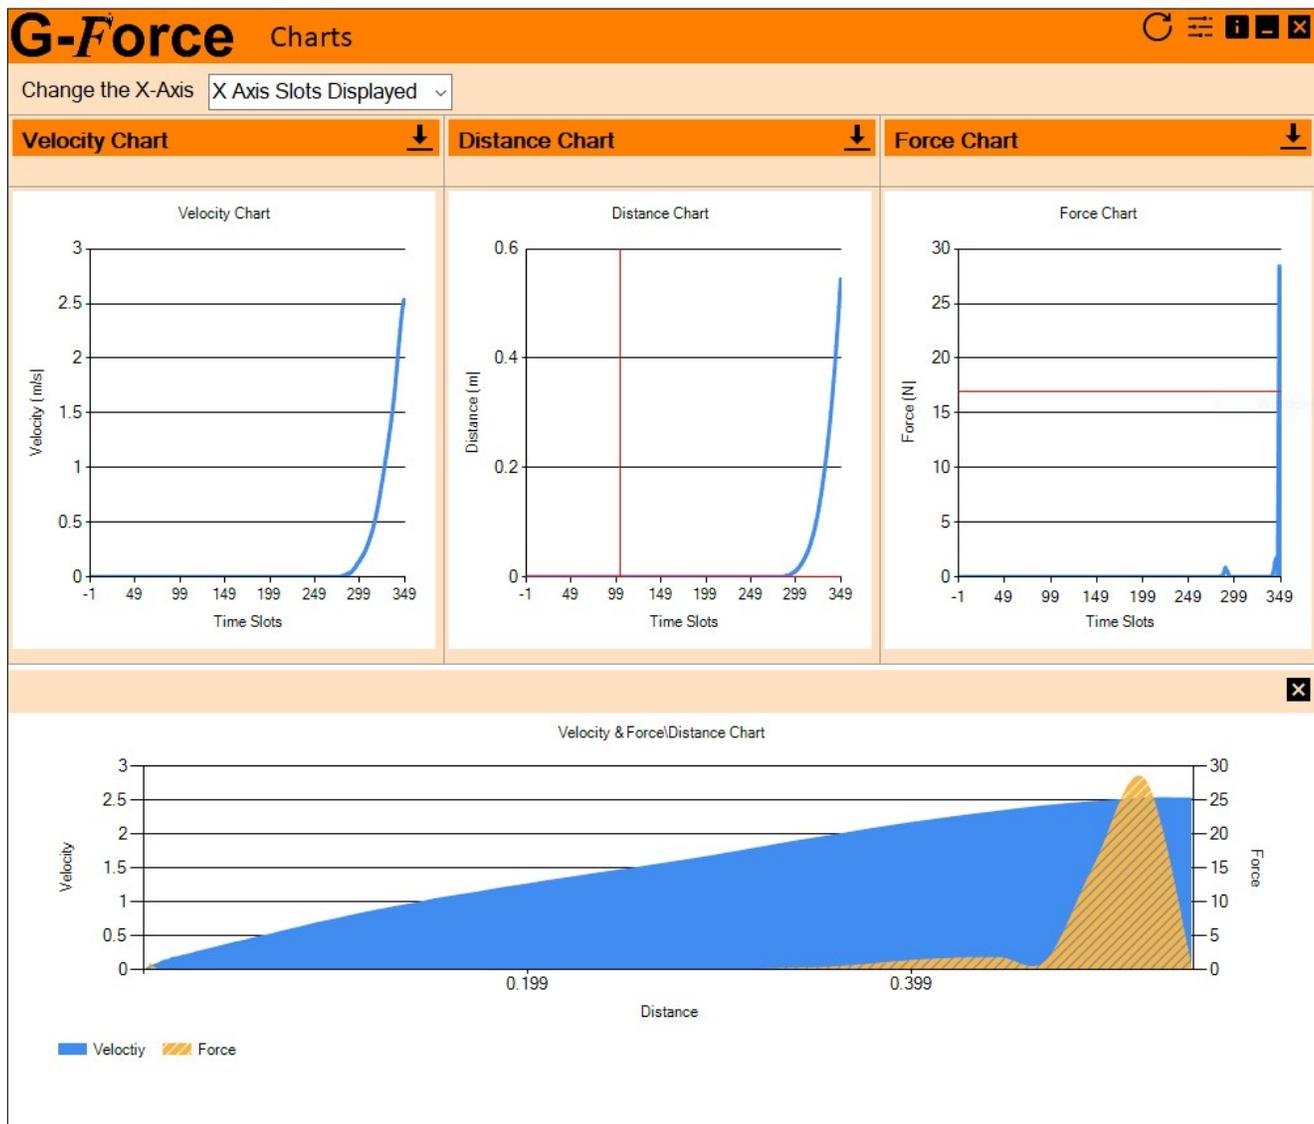 G-Force Charts
Change the X-Axis X Axis Slots Displayed
Velocity Chart
Distance Chart
Force Chart
Velocity Chart
3
2.5
2
1.5
1
0.5
0
Velocity [m/s]
-1 49 99 149 199 249 299 349
Time Slots
Distance Chart
0.6
0.4
0.2
0
Distance [m]
-1 49 99 149 199 249 299 349
Time Slots
Force Chart
30
25
20
15
10
5
0
Force [N]
-1 49 99 149 199 249 299 349
Time Slots
Velocity & Force\Distance Chart
3
2.5
2
1.5
1
0.5
0
Velocity
30
25
20
15
10
5
0
Force
0.199 0.399
Distance
Veloctiy Force